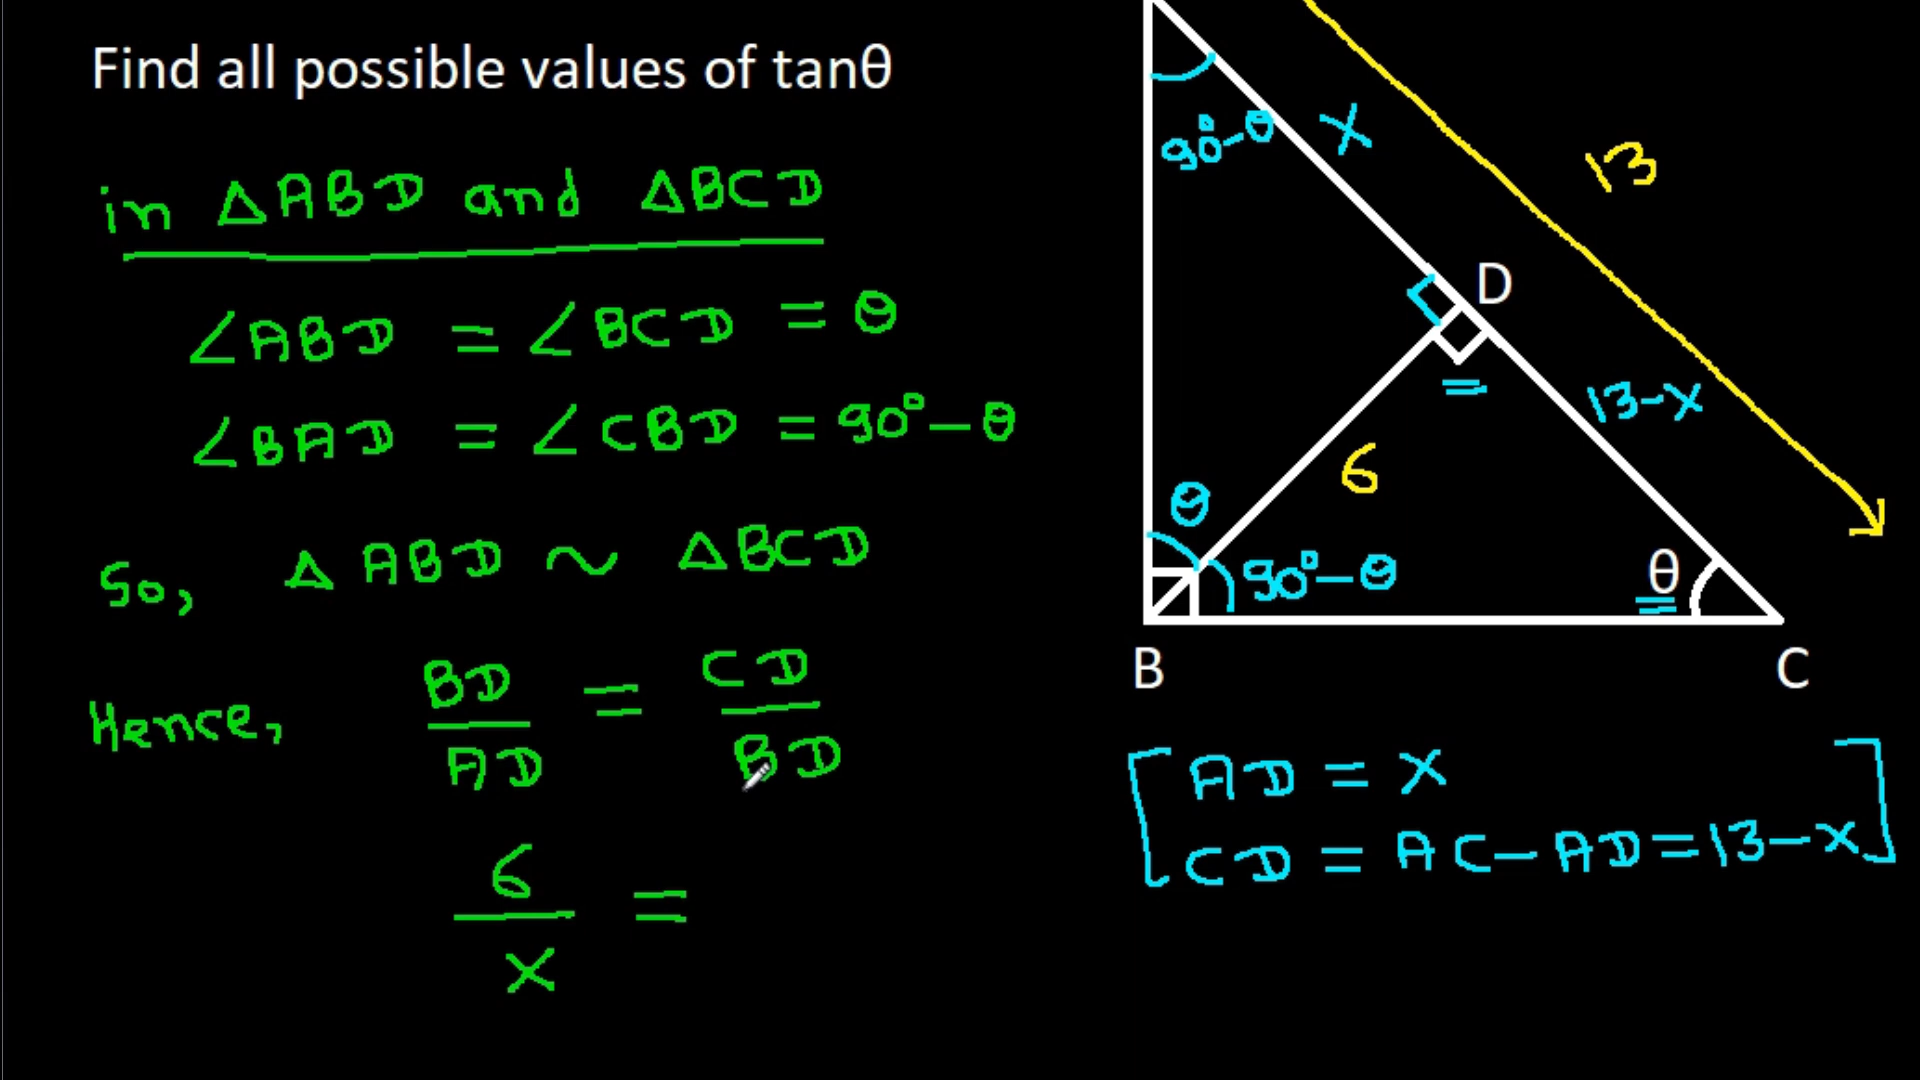 Find all possible values of tanθ
in ΔABD and ΔBCD
∠ABD = ∠BCD = θ
∠BAD = ∠CBD = 90°-θ
So, Δ ABD ~ ΔBCD
Hence, BD/AD = CD/BD
6/x =
90°-θ
x
13
D
13-x
6
θ
90°-θ
θ
B
C
[AD = x
CD = AC-AD=13-x]